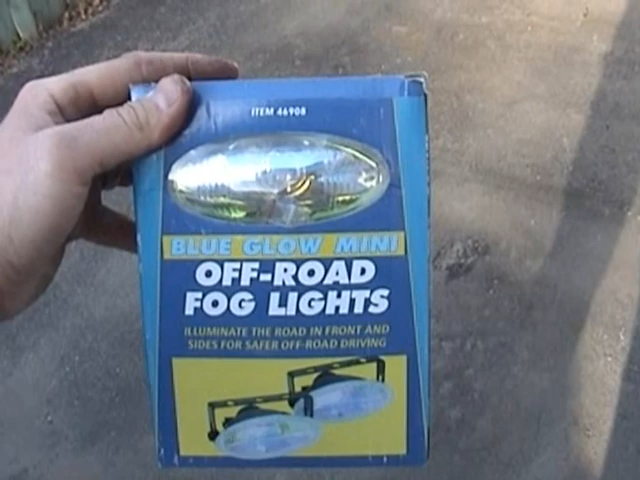 ITEM 46908
BLUE GLOW MINI
OFF-ROAD
FOG LIGHTS
ILLUMINATE THE ROAD IN FRONT AND
SIDES FOR SAFER OFF-ROAD DRIVING